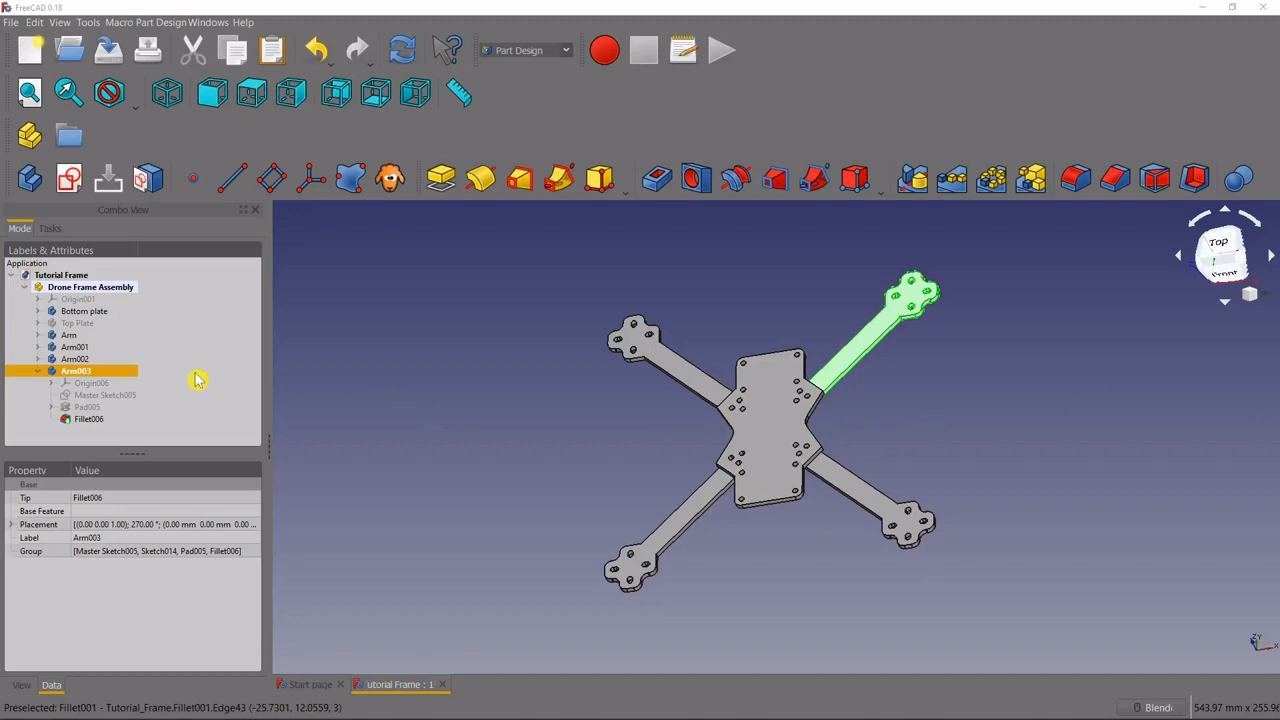 FreeCAD 0.18
File Edit View Tools Macro Part Design Windows Help
Part Design
Combo View
Mode Tasks
Labels & Attributes
Application
Tutorial Frame
Drone Frame Assembly
Origin001
Bottom plate
Top Plate
Arm
Arm001
Arm002
Arm003
Origin006
Master Sketch005
Pad005
Fillet006
Property Value
Base
Tip Fillet006
Base Feature
Placement [(0.00 0.00 1.00); 270.00 °; (0.00 mm 0.00 mm 0.00 ...
Label Arm003
Group [Master Sketch005, Sketch014, Pad005, Fillet006]
Top
Front
ZY
X
View Data
Start page
utorial Frame : 1
Preselected: Fillet001 - Tutorial_Frame.Fillet001.Edge43 (-25.7301, 12.0559, 3)
Blende
543.97 mm x 255.96